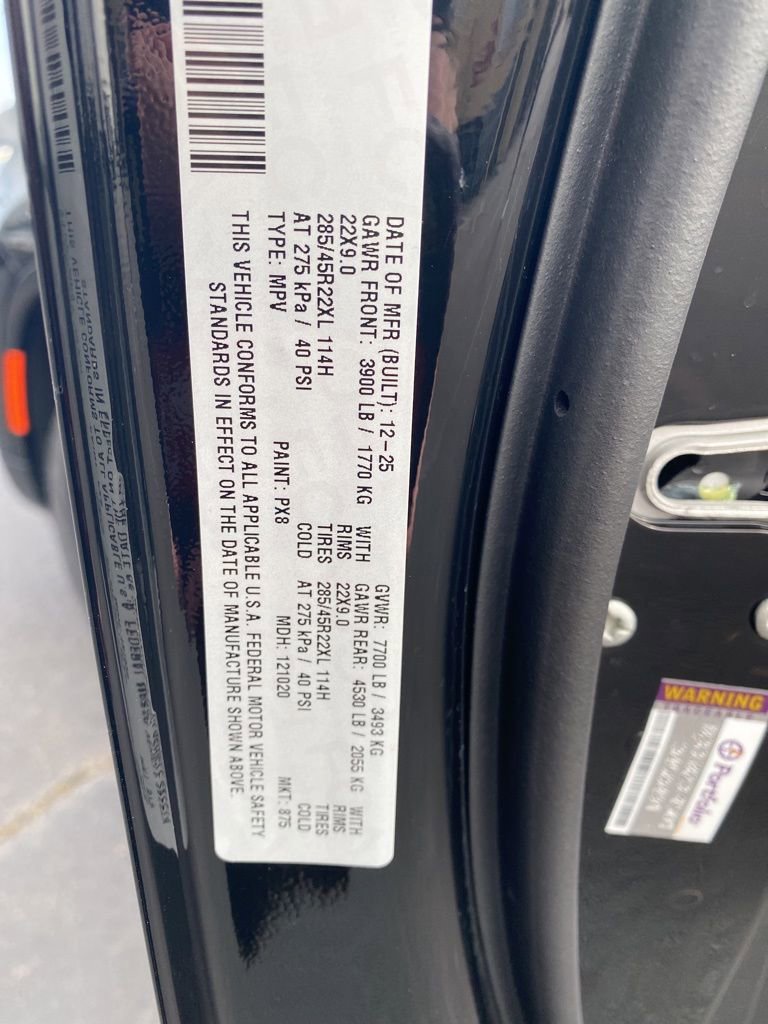 DATE OF MFR (BUILT): 12-25 GVWR: 7700 LB / 3493 KG
GAWR FRONT: 3900 LB / 1770 KG WITH GAWR REAR: 4530 LB / 2055 KG WITH
22X9.0 RIMS 22X9.0 RIMS
285/45R22XL 114H TIRES 285/45R22XL 114H TIRES
AT 275 kPa / 40 PSI COLD AT 275 kPa / 40 PSI COLD
TYPE: MPV PAINT: PX8 MDH: 121020 MKT: 875
THIS VEHICLE CONFORMS TO ALL APPLICABLE U.S.A. FEDERAL MOTOR VEHICLE SAFETY
STANDARDS IN EFFECT ON THE DATE OF MANUFACTURE SHOWN ABOVE.
WARNING